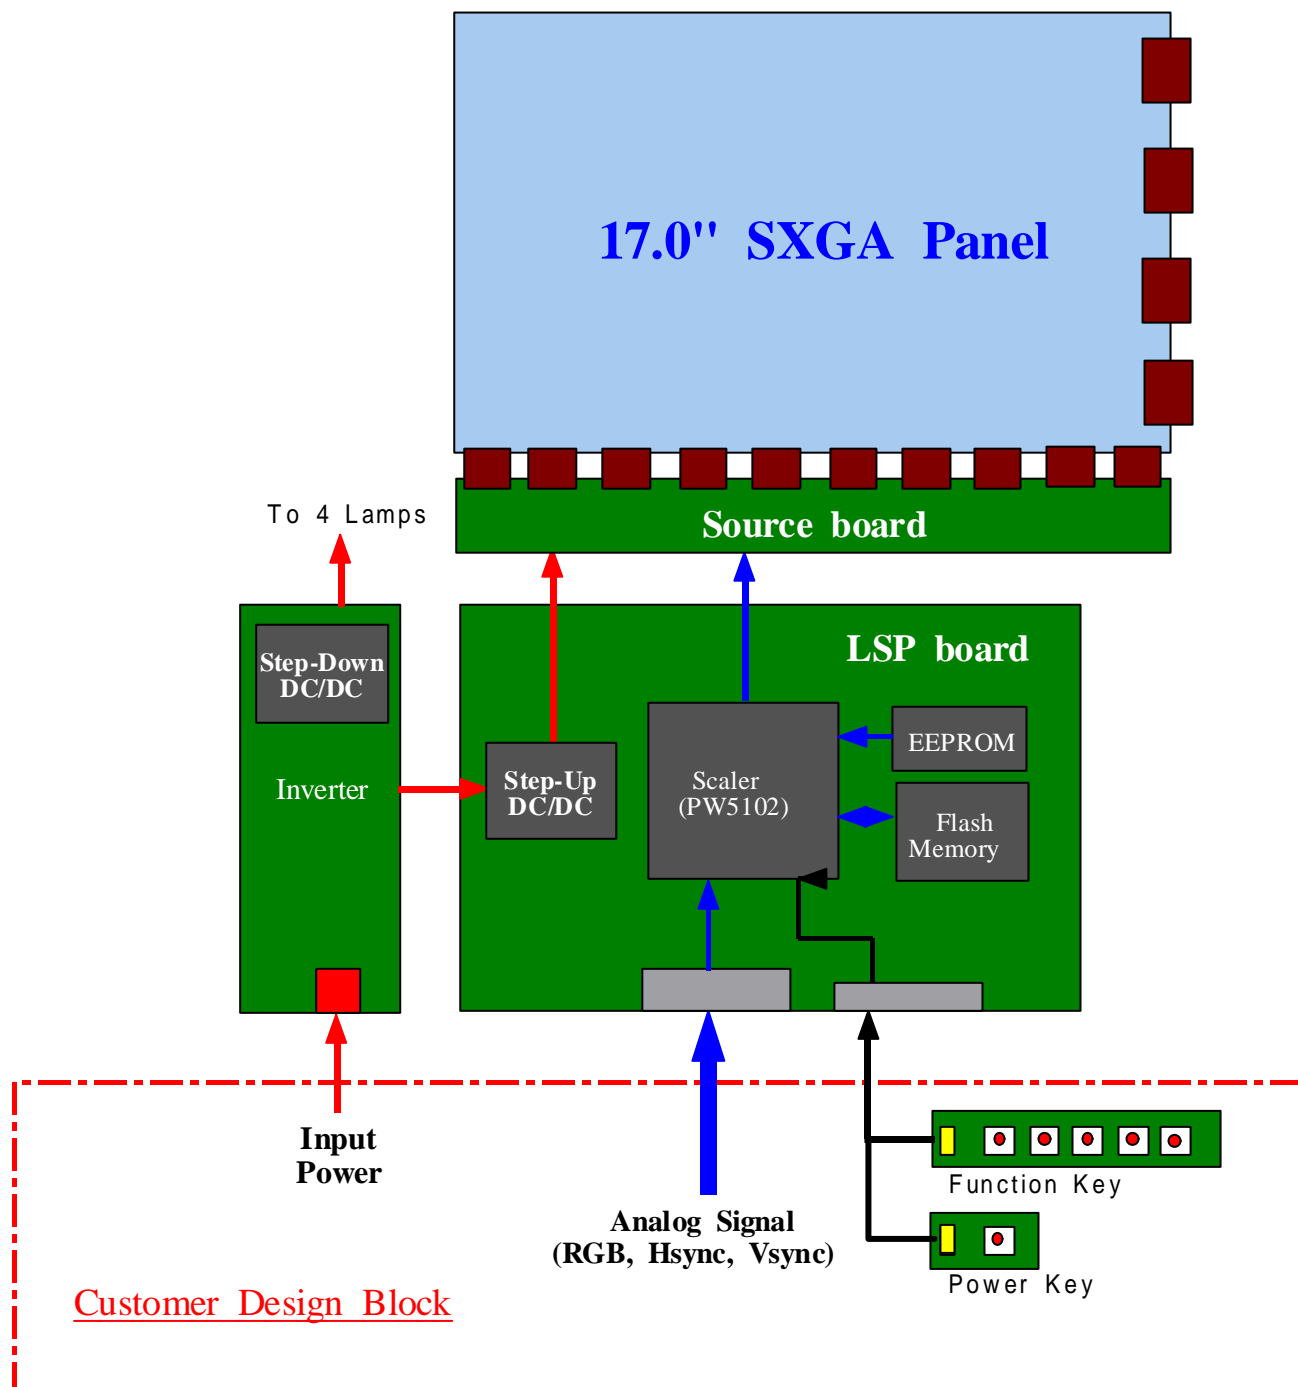 17.0" SXGA Panel
To 4 Lamps
Source board
Step-Down
DC/DC
LSP board
EEPROM
Inverter
Step-Up
DC/DC
Scaler
(PW5102)
Flash
Memory
Input
Power
Function Key
Analog Signal
(RGB, Hsync, Vsync)
Power Key
Customer Design Block